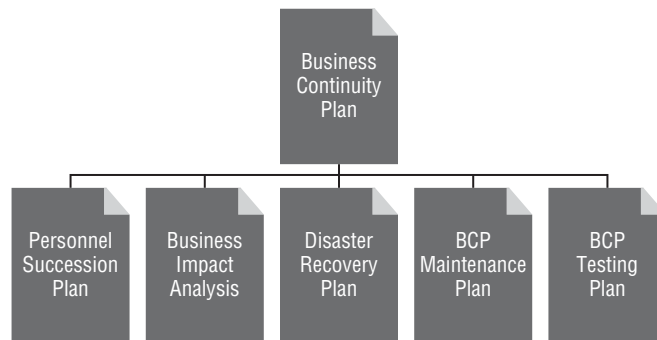 Business
Continuity
Plan
Personnel
Succession
Plan
Business
Impact
Analysis
Disaster
Recovery
Plan
BCP
Maintenance
Plan
BCP
Testing
Plan